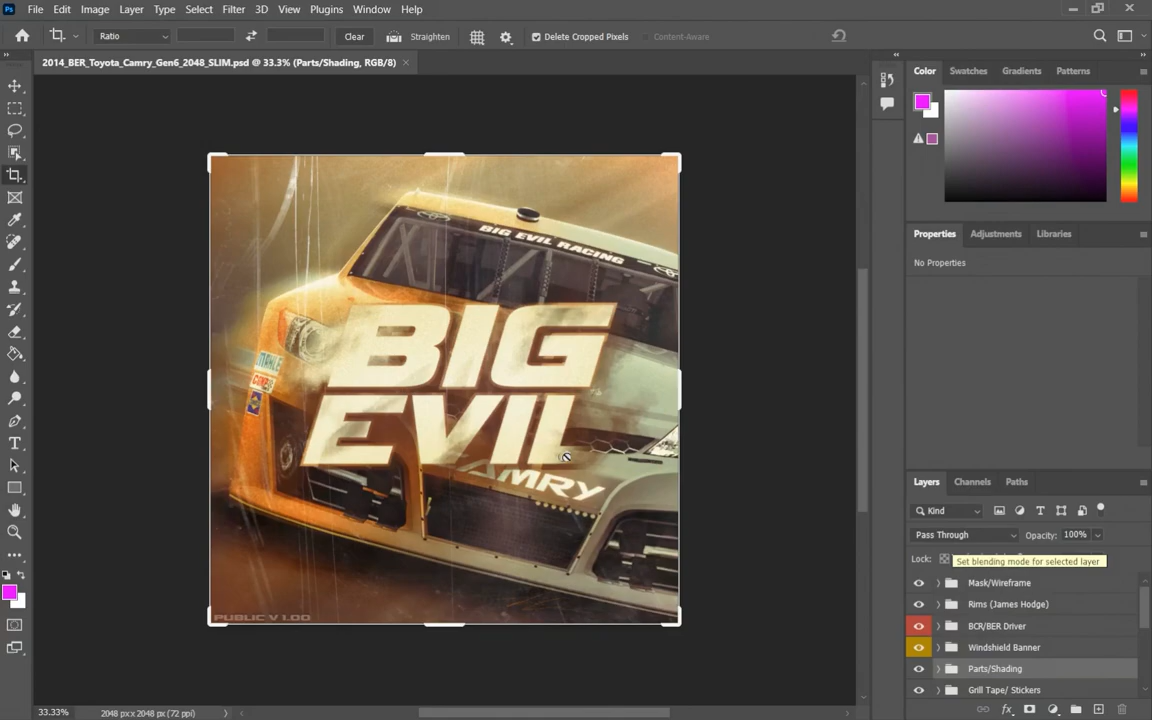 Ps File Edit Image Layer Type Select Filter 3D View Plugins Window Help
Ratio Clear Straighten Delete Cropped Pixels Content-Aware
2014_BER_Toyota_Camry_Gen6_2048_SLIM.psd @ 33.3% (Parts/Shading, RGB/8)
Color Swatches Gradients Patterns
BIG EVIL RACING
BIG
EVIL
MAHLE
AMRY
PUBLIC V 1.00
Properties Adjustments Libraries
No Properties
Layers Channels Paths
Kind
Pass Through Opacity: 100%
Lock:
Set blending mode for selected layer
Mask/Wireframe
Rims (James Hodge)
BCR/BER Driver
Windshield Banner
Parts/Shading
Grill Tape/ Stickers
33.33% 2048 px x 2048 px (72 ppi)